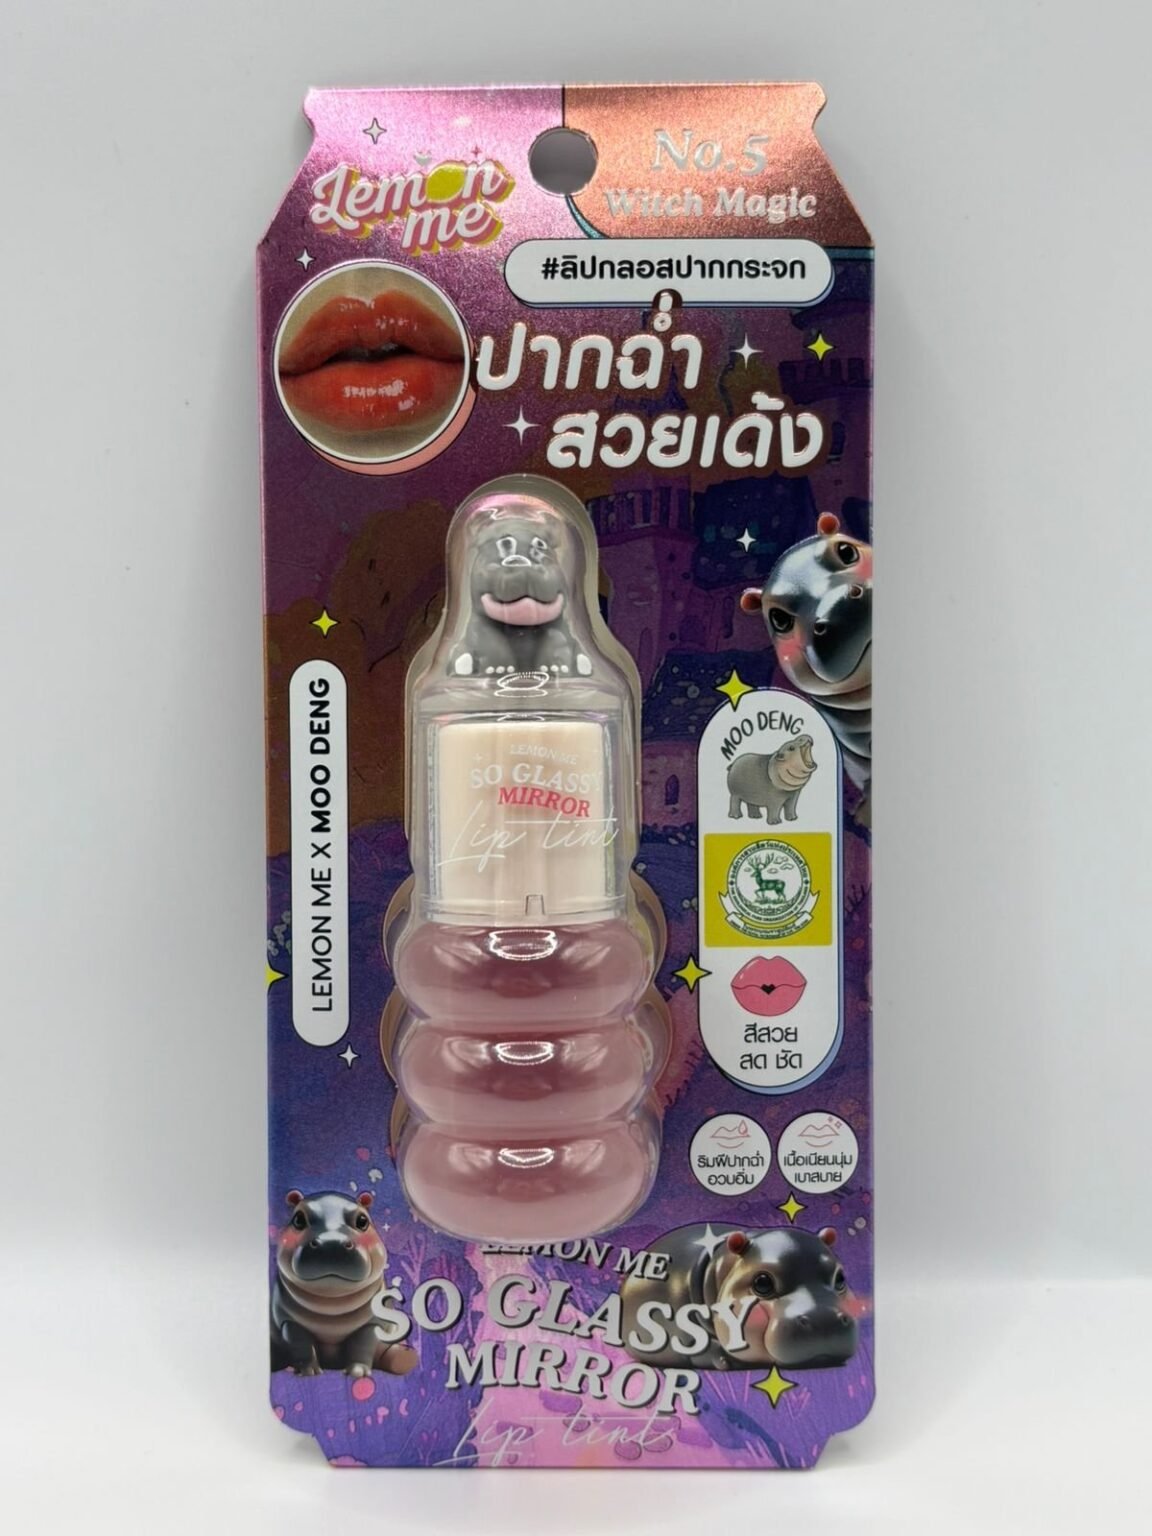 Lemon me
No.5
Witch Magic
#ลิปกลอสปากกระจก
ปากฉ่ำ
สวยเด้ง
LEMON ME X MOO DENG
MOO DENG
LEMON ME
SO GLASSY
MIRROR
Lip tint
สีสวย
สด ชัด
ริมฝีปากฉ่ำ
อวบอิ่ม
เนื้อเนียนนุ่ม
เบาสบาย
LEMON ME
SO GLASSY
MIRROR
Lip tint